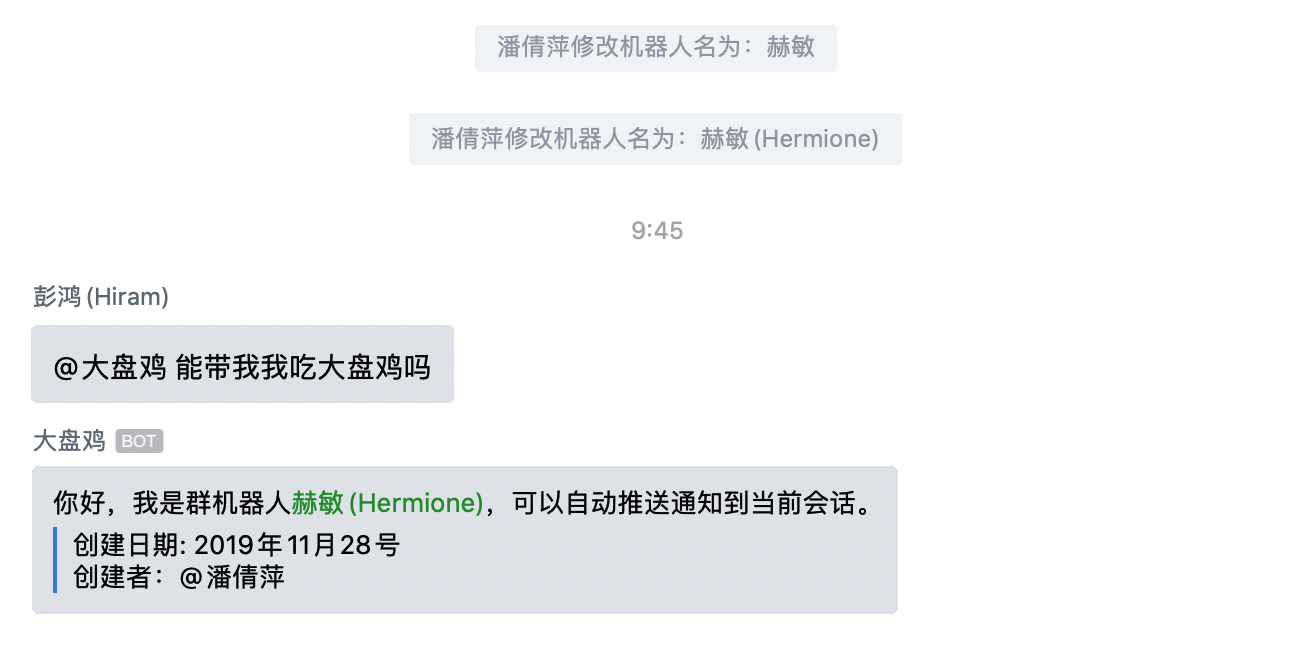 潘倩萍修改机器人名为：赫敏
潘倩萍修改机器人名为：赫敏 (Hermione)
9:45
彭鸿 (Hiram)
@大盘鸡 能带我我吃大盘鸡吗
大盘鸡 BOT
你好，我是群机器人赫敏 (Hermione)，可以自动推送通知到当前会话。
创建日期: 2019年11月28号
创建者：@潘倩萍